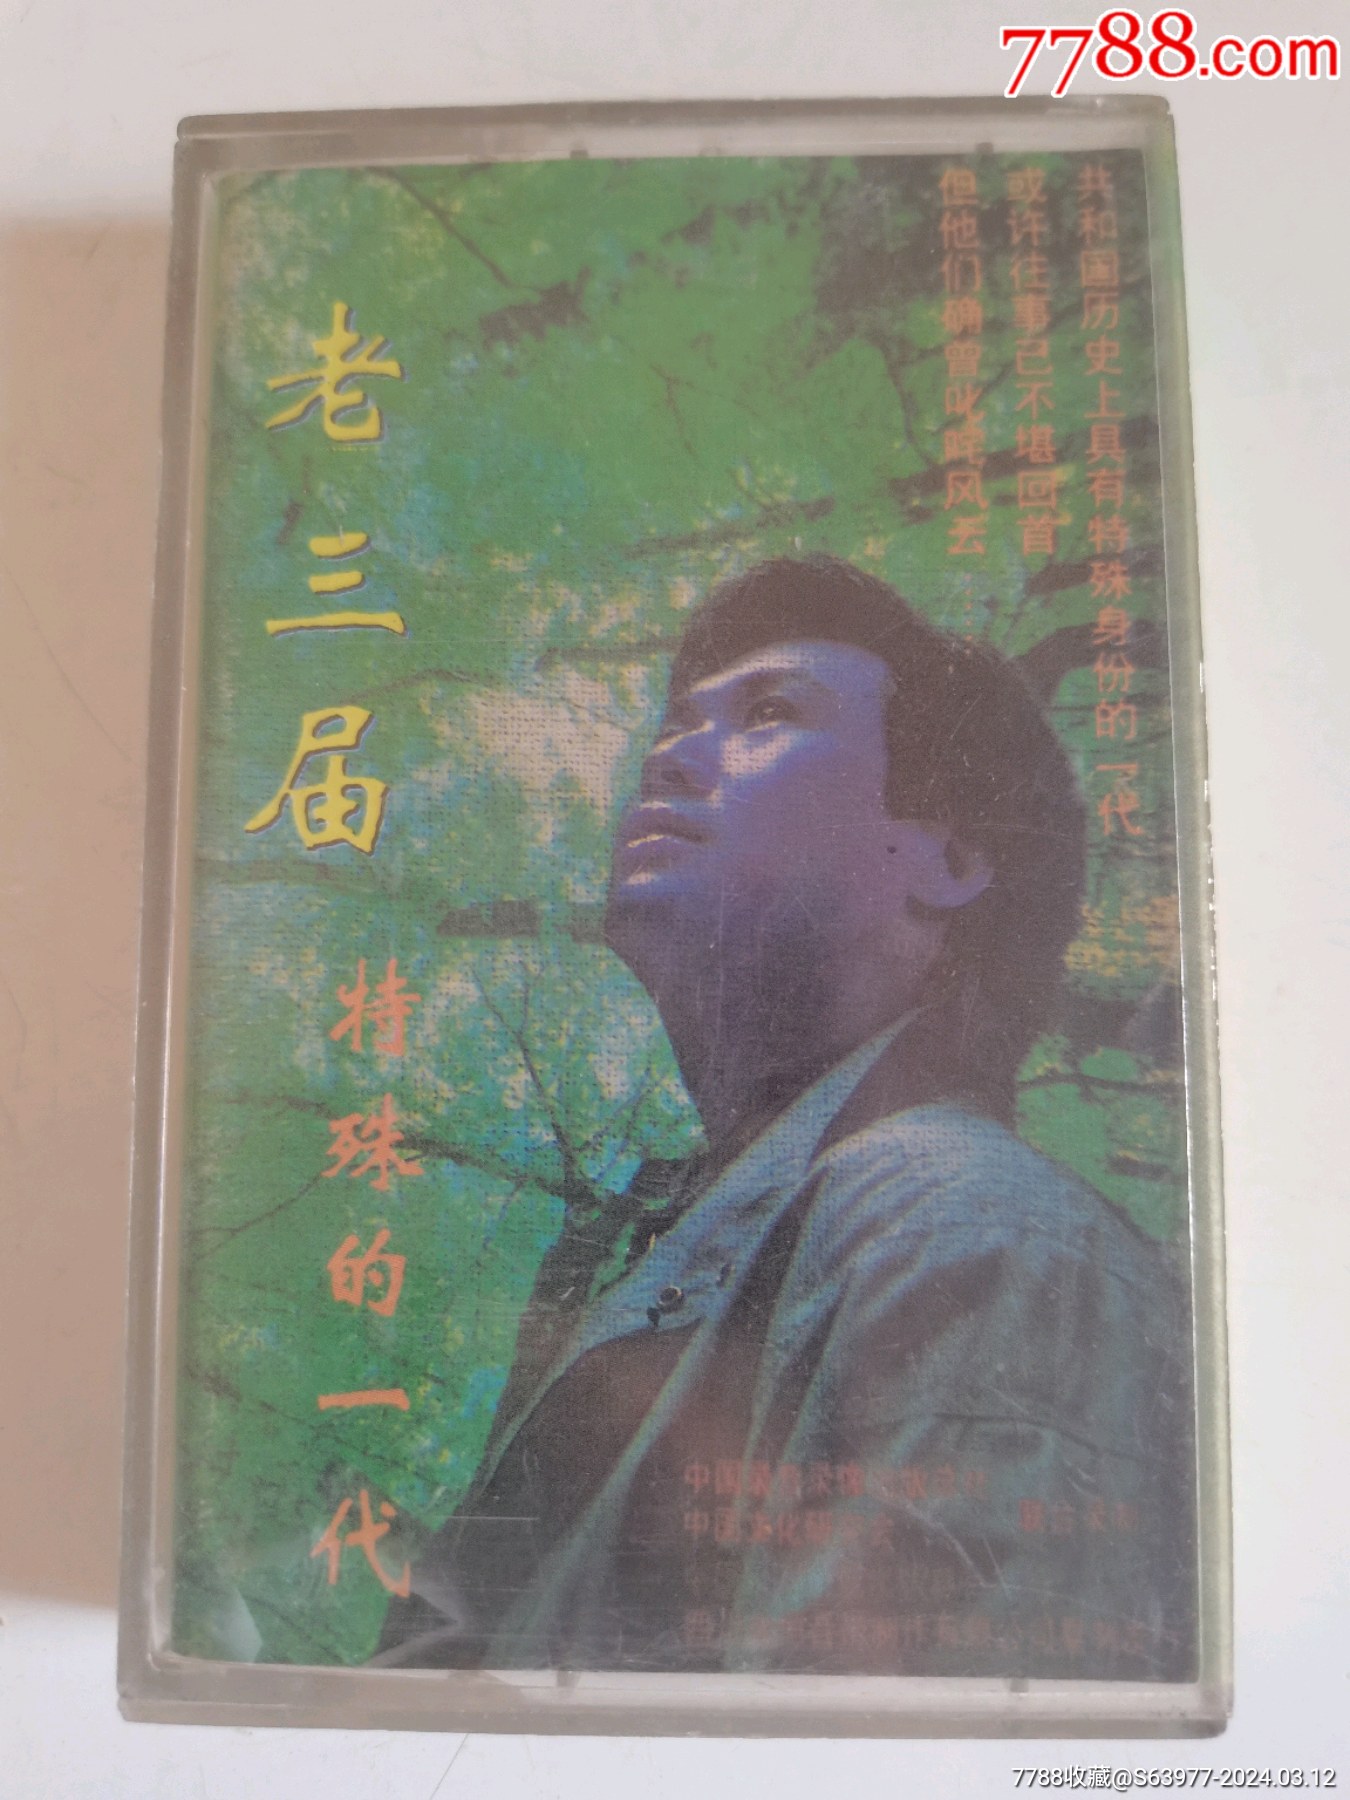 7788.com
共和国历史上具有特殊身份的一代
或许往事已不堪回首
但他们确曾叱咤风云……
老三届
特殊的一代
7788收藏@S63977-2024.03.12